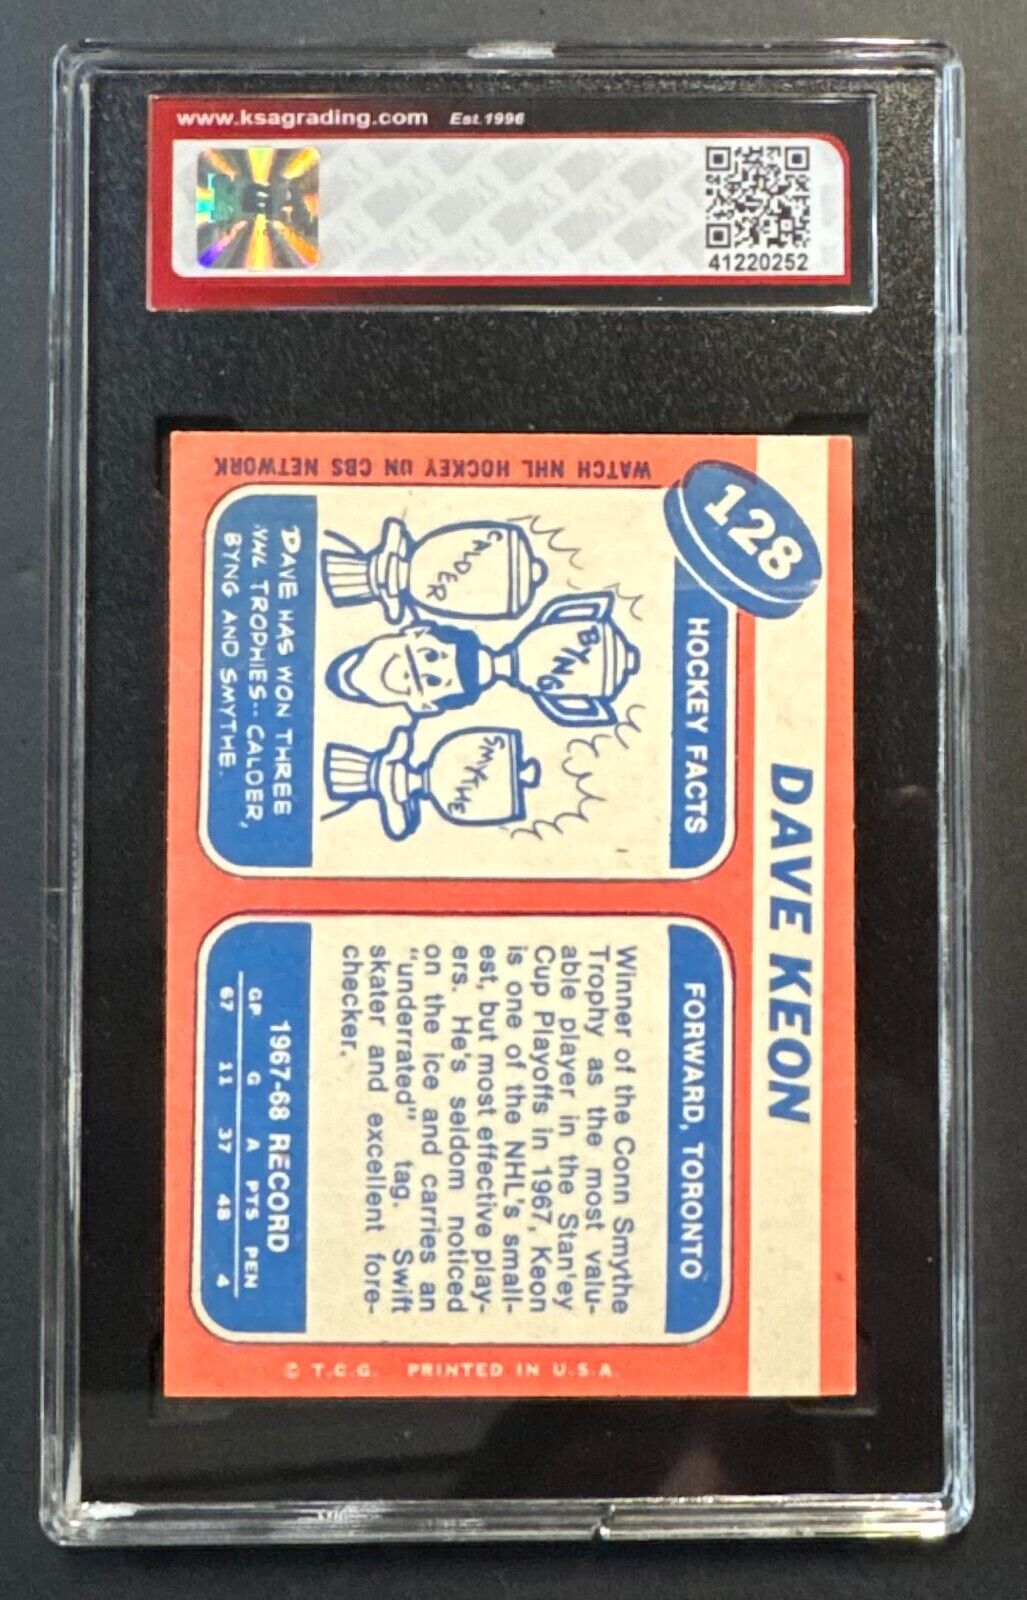 www.ksagrading.com Est.1996
41220252
128
DAVE KEON
WATCH NHL HOCKEY ON CBS NETWORK
HOCKEY FACTS
CALDER
BYNG
SMYTHE
DAVE HAS WON THREE
NHL TROPHIES-- CALDER,
BYNG AND SMYTHE.
FORWARD, TORONTO
Winner of the Conn Smythe
Trophy as the most valu-
able player in the Stan'ey
Cup Playoffs in 1967, Keon
is one of the NHL's small-
est, but most effective play-
ers. He's seldom noticed
on the ice and carries an
"underrated" tag. Swift
skater and excellent fore-
checker.
1967-68 RECORD
GP G A PTS PEN
67 11 37 48 4
© T.C.G. PRINTED IN U.S.A.